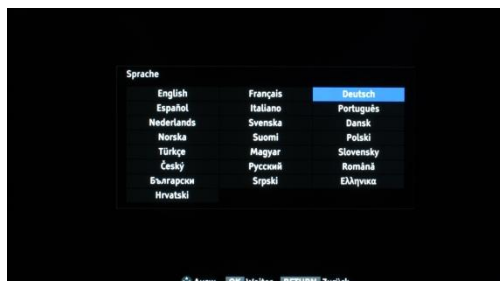 Sprache
English Français Deutsch
Español Italiano Português
Nederlands Svenska Dansk
Norska Suomi Polski
Türkçe Magyar Slovensky
Český Русский Română
Български Srpski Ελληνικα
Hrvatski
OK Weiter RETURN Zurück